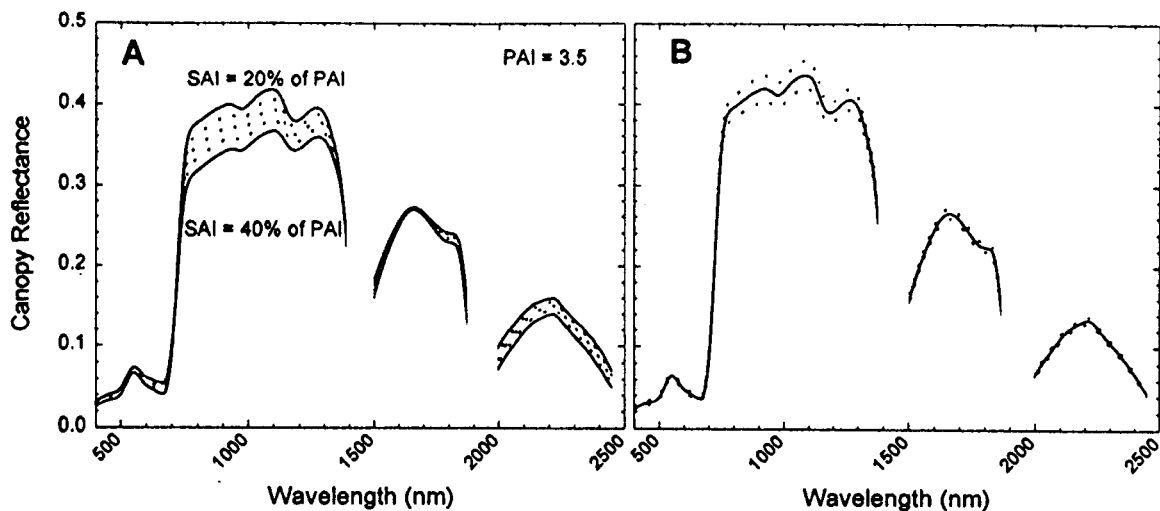 A
PAI = 3.5
B
SAI = 20% of PAI
SAI = 40% of PAI
Canopy Reflectance
0.5
0.4
0.3
0.2
0.1
0.0
500
1000
1500
2000
2500
500
1000
1500
2000
2500
Wavelength (nm)
Wavelength (nm)